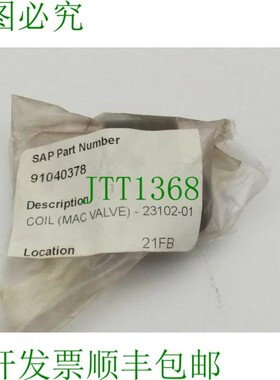 图必究
SAP Part Number
91040378
JTT1368
Description
COIL (MAC VALVE) - 23102-01
Location 21FB
开发票顺丰包邮